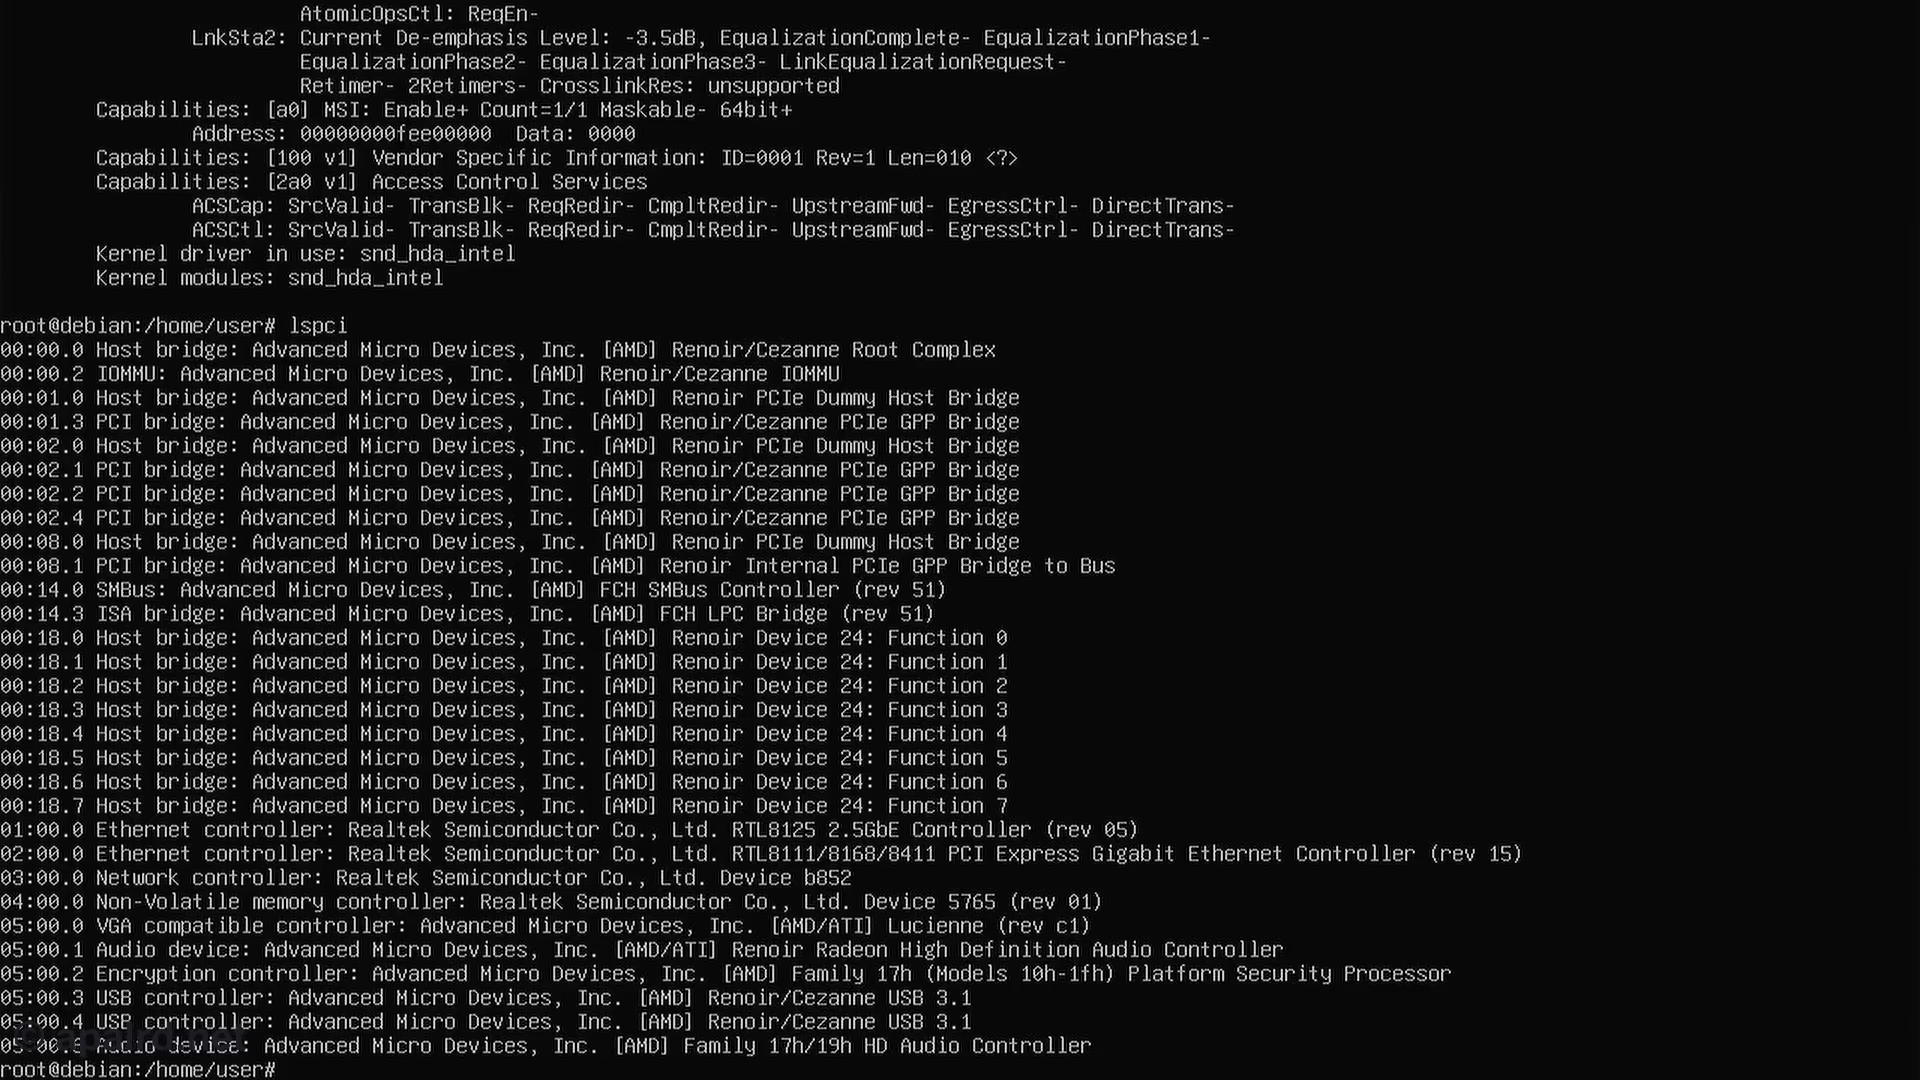 AtomicOpsCtl: ReqEn-
LnkSta2: Current De-emphasis Level: -3.5dB, EqualizationComplete- EqualizationPhase1-
EqualizationPhase2- EqualizationPhase3- LinkEqualizationRequest-
Retimer- 2Retimers- CrosslinkRes: unsupported
Capabilities: [a0] MSI: Enable+ Count=1/1 Maskable- 64bit+
Address: 00000000fee00000  Data: 0000
Capabilities: [100 v1] Vendor Specific Information: ID=0001 Rev=1 Len=010 <?>
Capabilities: [2a0 v1] Access Control Services
ACSCap: SrcValid- TransBlk- ReqRedir- CmpltRedir- UpstreamFwd- EgressCtrl- DirectTrans-
ACSCtl: SrcValid- TransBlk- ReqRedir- CmpltRedir- UpstreamFwd- EgressCtrl- DirectTrans-
Kernel driver in use: snd_hda_intel
Kernel modules: snd_hda_intel
root@debian:/home/user# lspci
00:00.0 Host bridge: Advanced Micro Devices, Inc. [AMD] Renoir/Cezanne Root Complex
00:00.2 IOMMU: Advanced Micro Devices, Inc. [AMD] Renoir/Cezanne IOMMU
00:01.0 Host bridge: Advanced Micro Devices, Inc. [AMD] Renoir PCIe Dummy Host Bridge
00:01.3 PCI bridge: Advanced Micro Devices, Inc. [AMD] Renoir/Cezanne PCIe GPP Bridge
00:02.0 Host bridge: Advanced Micro Devices, Inc. [AMD] Renoir PCIe Dummy Host Bridge
00:02.1 PCI bridge: Advanced Micro Devices, Inc. [AMD] Renoir/Cezanne PCIe GPP Bridge
00:02.2 PCI bridge: Advanced Micro Devices, Inc. [AMD] Renoir/Cezanne PCIe GPP Bridge
00:02.4 PCI bridge: Advanced Micro Devices, Inc. [AMD] Renoir/Cezanne PCIe GPP Bridge
00:08.0 Host bridge: Advanced Micro Devices, Inc. [AMD] Renoir PCIe Dummy Host Bridge
00:08.1 PCI bridge: Advanced Micro Devices, Inc. [AMD] Renoir Internal PCIe GPP Bridge to Bus
00:14.0 SMBus: Advanced Micro Devices, Inc. [AMD] FCH SMBus Controller (rev 51)
00:14.3 ISA bridge: Advanced Micro Devices, Inc. [AMD] FCH LPC Bridge (rev 51)
00:18.0 Host bridge: Advanced Micro Devices, Inc. [AMD] Renoir Device 24: Function 0
00:18.1 Host bridge: Advanced Micro Devices, Inc. [AMD] Renoir Device 24: Function 1
00:18.2 Host bridge: Advanced Micro Devices, Inc. [AMD] Renoir Device 24: Function 2
00:18.3 Host bridge: Advanced Micro Devices, Inc. [AMD] Renoir Device 24: Function 3
00:18.4 Host bridge: Advanced Micro Devices, Inc. [AMD] Renoir Device 24: Function 4
00:18.5 Host bridge: Advanced Micro Devices, Inc. [AMD] Renoir Device 24: Function 5
00:18.6 Host bridge: Advanced Micro Devices, Inc. [AMD] Renoir Device 24: Function 6
00:18.7 Host bridge: Advanced Micro Devices, Inc. [AMD] Renoir Device 24: Function 7
01:00.0 Ethernet controller: Realtek Semiconductor Co., Ltd. RTL8125 2.5GbE Controller (rev 05)
02:00.0 Ethernet controller: Realtek Semiconductor Co., Ltd. RTL8111/8168/8411 PCI Express Gigabit Ethernet Controller (rev 15)
03:00.0 Network controller: Realtek Semiconductor Co., Ltd. Device b852
04:00.0 Non-Volatile memory controller: Realtek Semiconductor Co., Ltd. Device 5765 (rev 01)
05:00.0 VGA compatible controller: Advanced Micro Devices, Inc. [AMD/ATI] Lucienne (rev c1)
05:00.1 Audio device: Advanced Micro Devices, Inc. [AMD/ATI] Renoir Radeon High Definition Audio Controller
05:00.2 Encryption controller: Advanced Micro Devices, Inc. [AMD] Family 17h (Models 10h-1fh) Platform Security Processor
05:00.3 USB controller: Advanced Micro Devices, Inc. [AMD] Renoir/Cezanne USB 3.1
05:00.4 USB controller: Advanced Micro Devices, Inc. [AMD] Renoir/Cezanne USB 3.1
Audio device: Advanced Micro Devices, Inc. [AMD] Family 17h/19h HD Audio Controller
© apalrd.net
root@debian:/home/user#